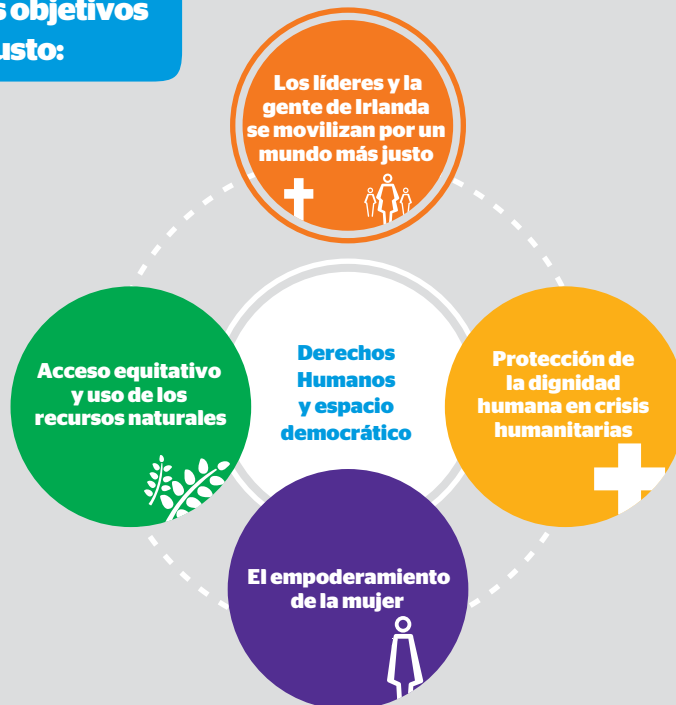 s objetivos
usto:
Los líderes y la
gente de Irlanda
se movilizan por un
mundo más justo
Acceso equitativo
y uso de los
recursos naturales
Derechos
Humanos
y espacio
democrático
Protección de
la dignidad
humana en crisis
humanitarias
El empoderamiento
de la mujer